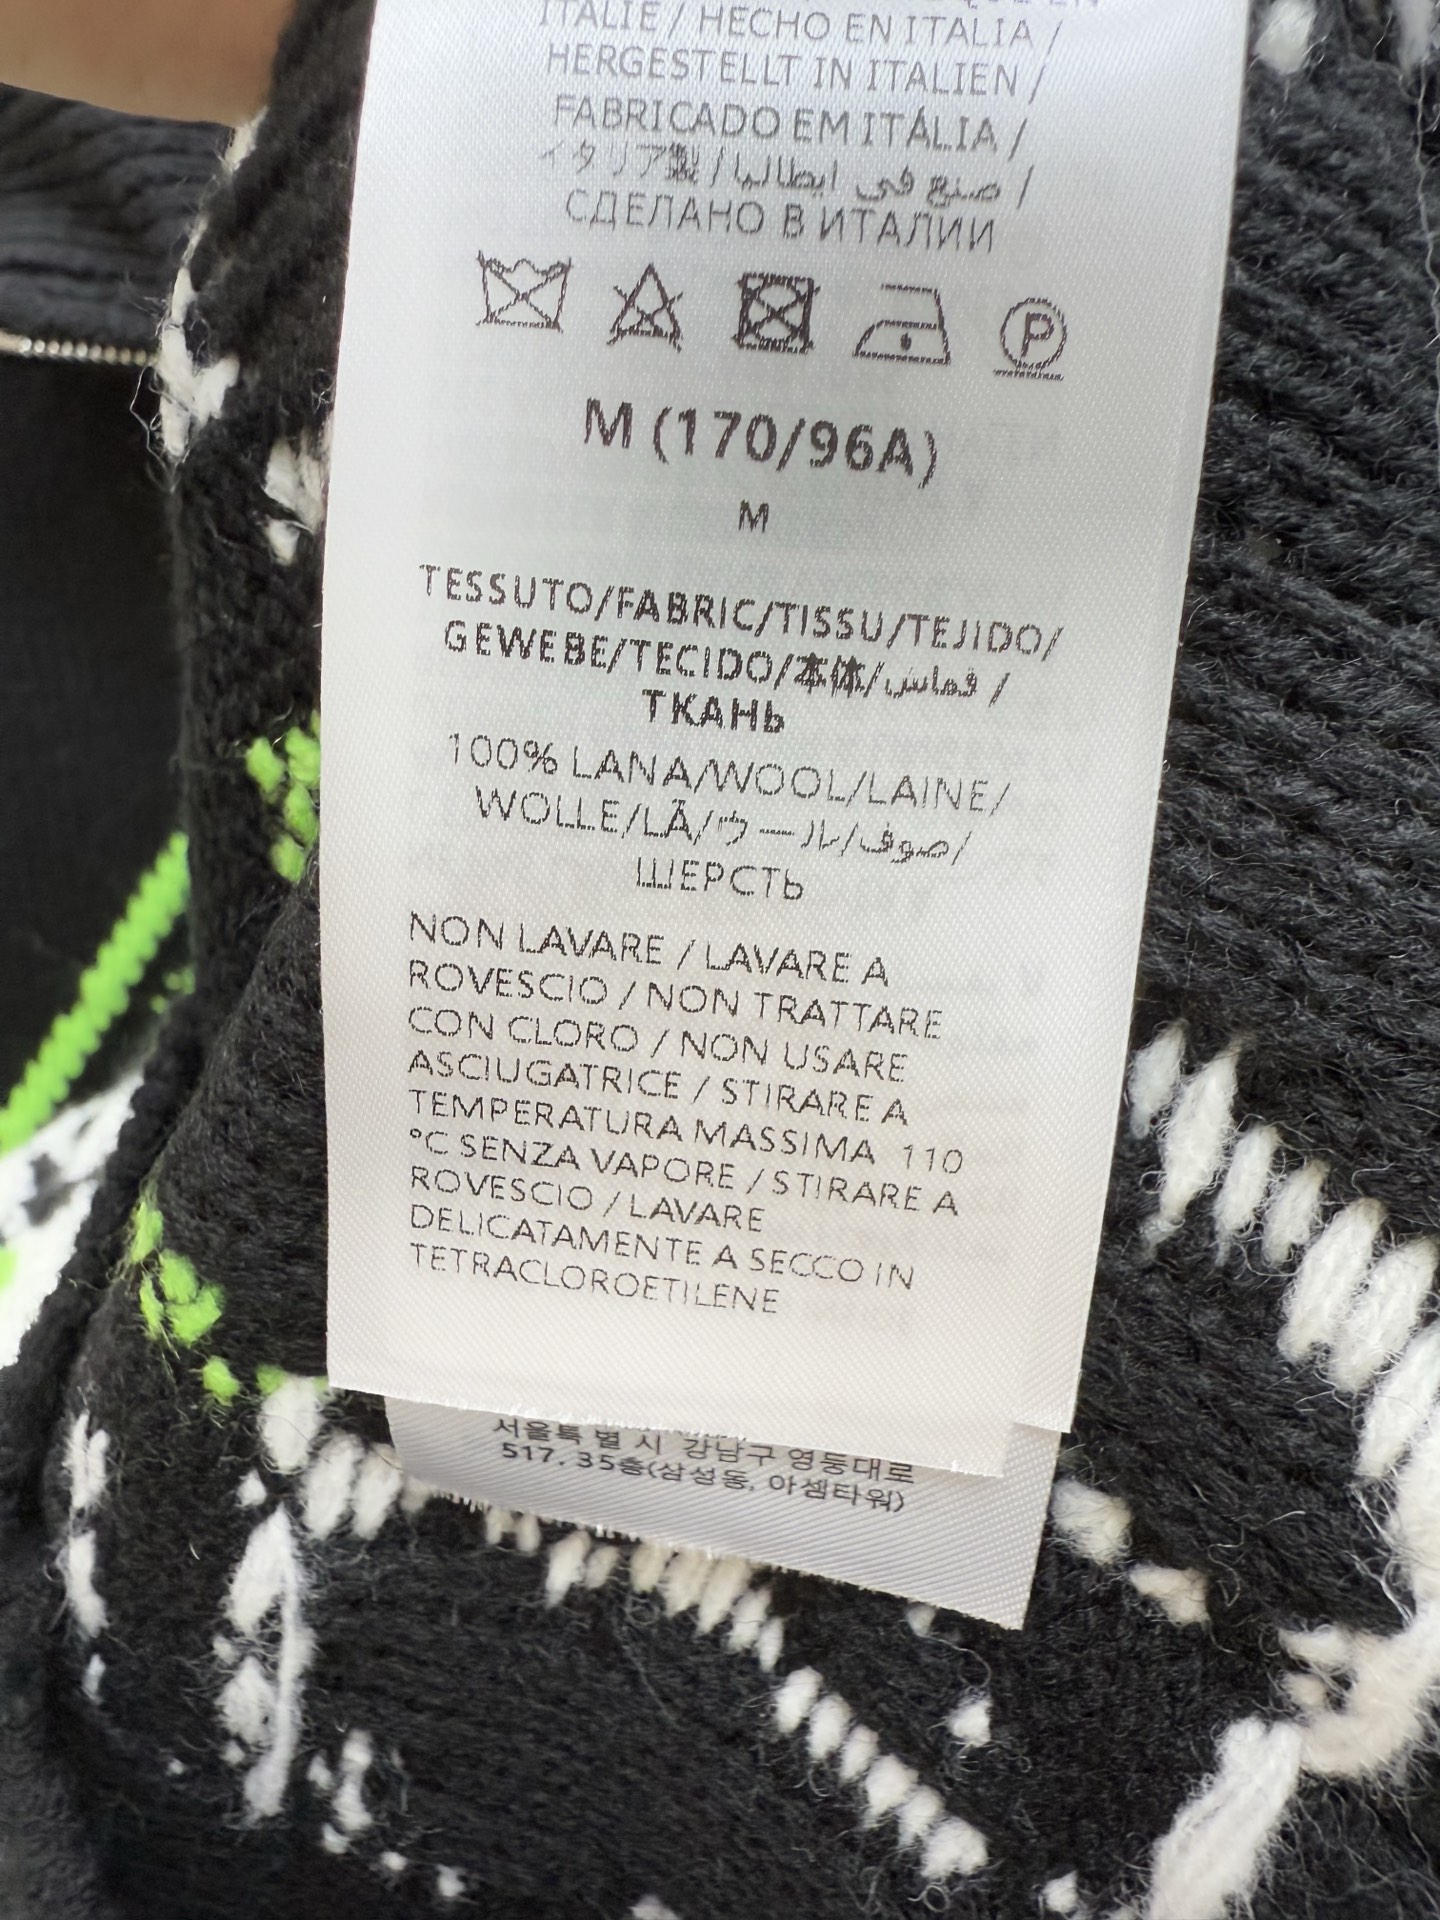 ITALIE / HECHO EN ITALIA /
HERGESTELLT IN ITALIEN /
FABRICADO EM ITÁLIA /
イタリア製 / صنع في ايطاليا /
СДЕЛАНО В ИТАЛИИ
P
M (170/96A)
M
TESSUTO/FABRIC/TISSU/TEJIDO/
GEWEBE/TECIDO/本体/قماش /
ТКАНЬ
100% LANA/WOOL/LAINE/
WOLLE/LÃ/ウール/صوف/
ШЕРСТЬ
NON LAVARE / LAVARE A
ROVESCIO / NON TRATTARE
CON CLORO / NON USARE
ASCIUGATRICE / STIRARE A
TEMPERATURA MASSIMA 110
°C SENZA VAPORE / STIRARE A
ROVESCIO / LAVARE
DELICATAMENTE A SECCO IN
TETRACLOROETILENE
서울특별시 강남구 영동대로
517, 35층(삼성동, 아셈타워)